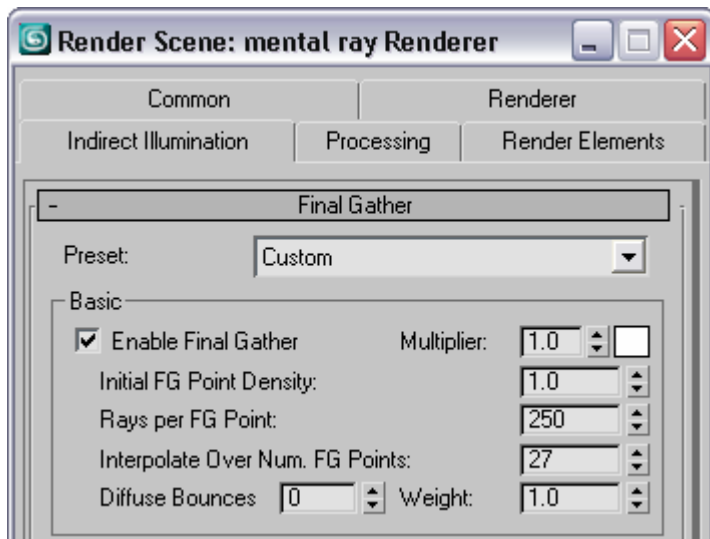 Render Scene: mental ray Renderer
Common Renderer
Indirect Illumination Processing Render Elements
- Final Gather
Preset: Custom
Basic
Enable Final Gather Multiplier: 1.0
Initial FG Point Density: 1.0
Rays per FG Point: 250
Interpolate Over Num. FG Points: 27
Diffuse Bounces 0 Weight: 1.0